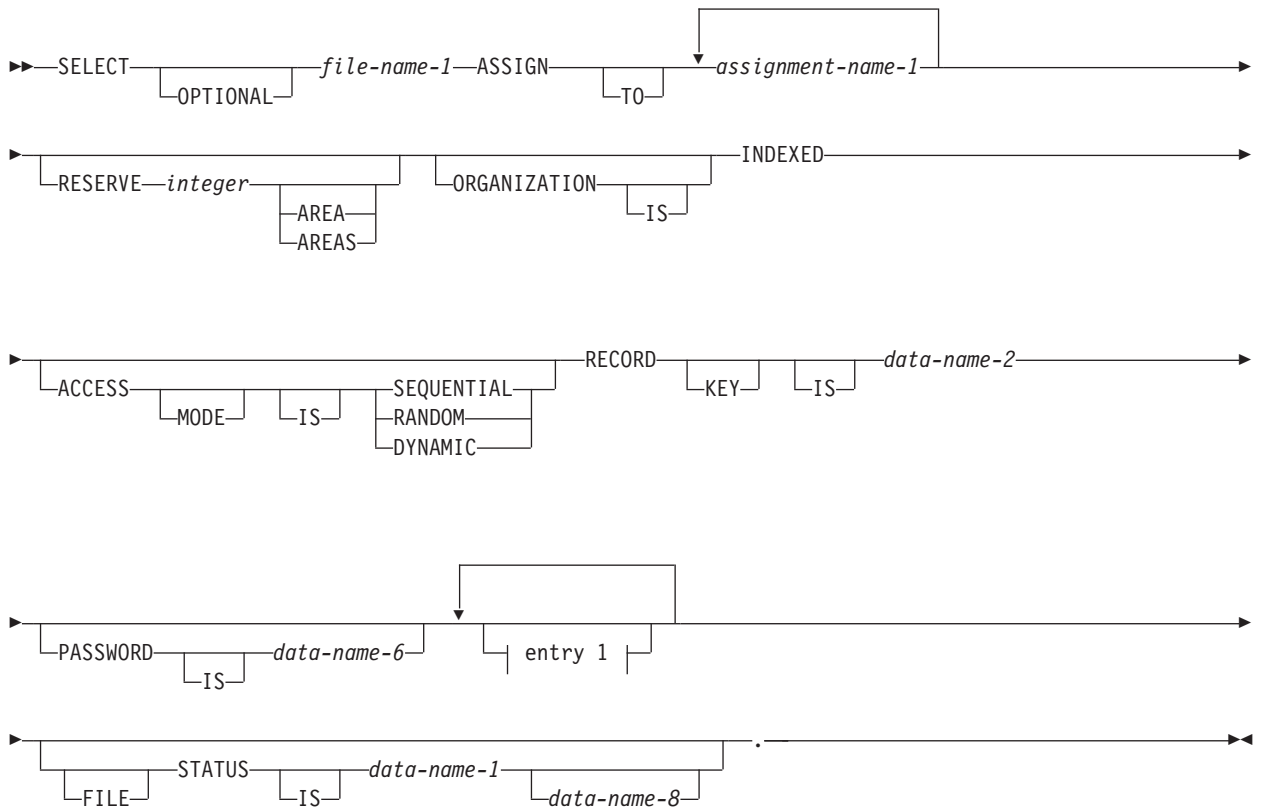 SELECT file-name-1 ASSIGN assignment-name-1
OPTIONAL TO
INDEXED
RESERVE integer ORGANIZATION
AREA IS
AREAS
RECORD data-name-2
ACCESS SEQUENTIAL KEY IS
MODE IS RANDOM
DYNAMIC
PASSWORD data-name-6 entry 1
IS
.
STATUS data-name-1
FILE IS data-name-8